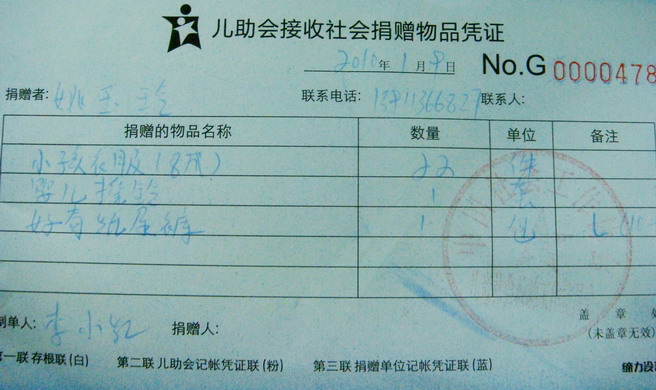 儿助会接收社会捐赠物品凭证
2010年1月9日 No.G 0000478
捐赠者: 姚玉玲 联系电话: 联系人:
捐赠的物品名称 数量 单位 备注
小孩衣服(8成) 22 件
婴儿摇铃 1 套
好奇纸尿裤 1 包 L
制单人: 李小红 捐赠人: 盖 章 处
(未盖章无效)
第一联 存根联(白) 第二联 儿助会记帐凭证联(粉) 第三联 捐赠单位记帐凭证联(蓝)